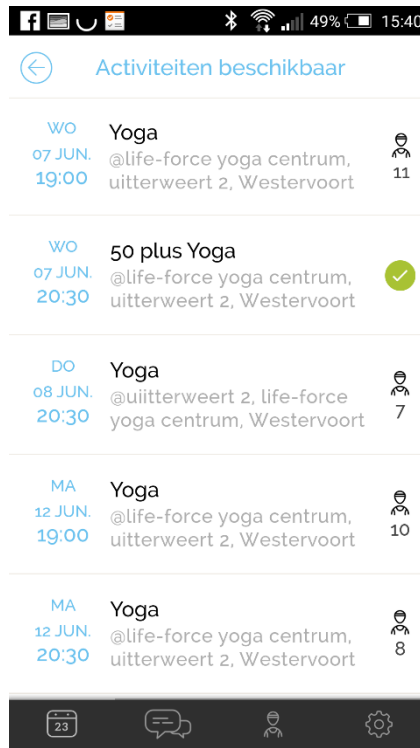 49% 15:40
Activiteiten beschikbaar
WO
07 JUN.
19:00
Yoga
@life-force yoga centrum,
uitterweert 2, Westervoort
11
WO
07 JUN.
20:30
50 plus Yoga
@life-force yoga centrum,
uitterweert 2, Westervoort
DO
08 JUN.
20:30
Yoga
@uiitterweert 2, life-force
yoga centrum, Westervoort
7
MA
12 JUN.
19:00
Yoga
@life-force yoga centrum,
uitterweert 2, Westervoort
10
MA
12 JUN.
20:30
Yoga
@life-force yoga centrum,
uitterweert 2, Westervoort
8
23